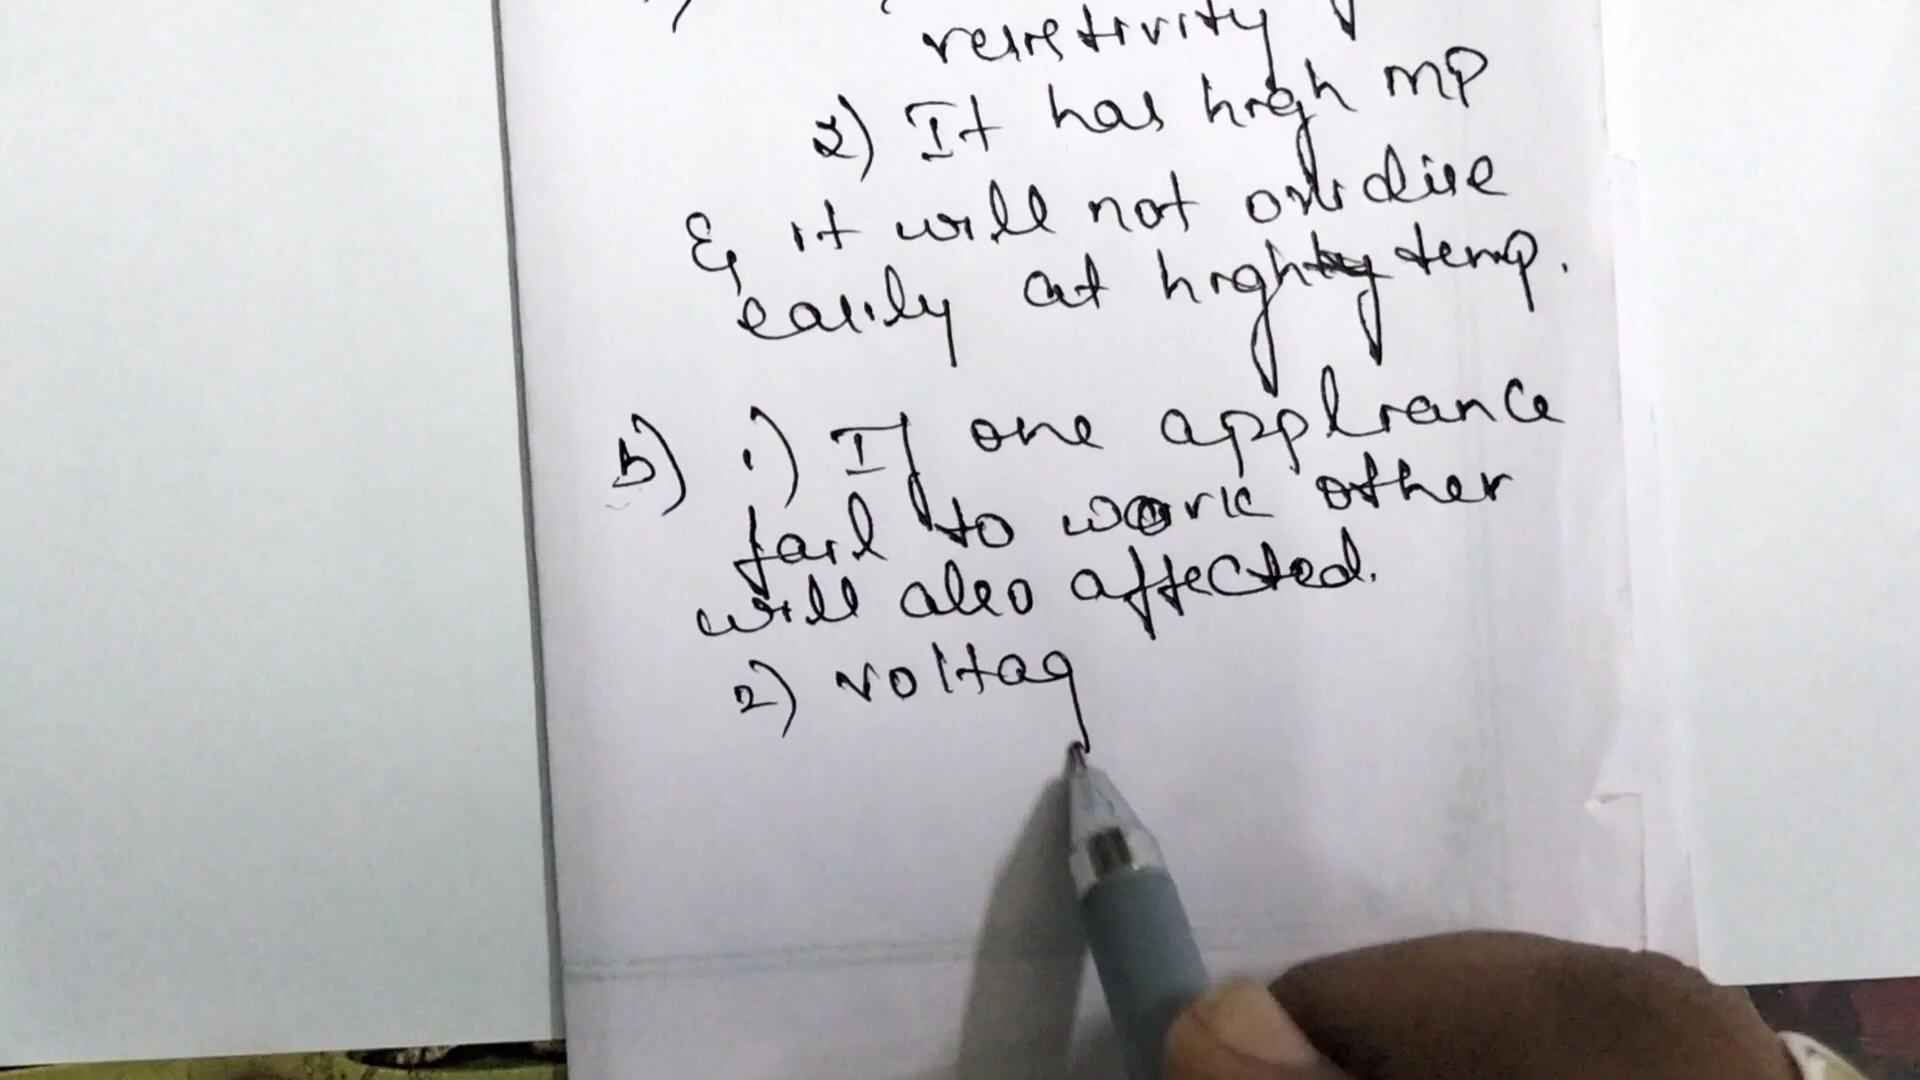 resistivity
2) It has high mp
& it will not oxidise
easily at high temp.
b) 1) If one appliance
fail to work other
will also affected.
2) Voltag